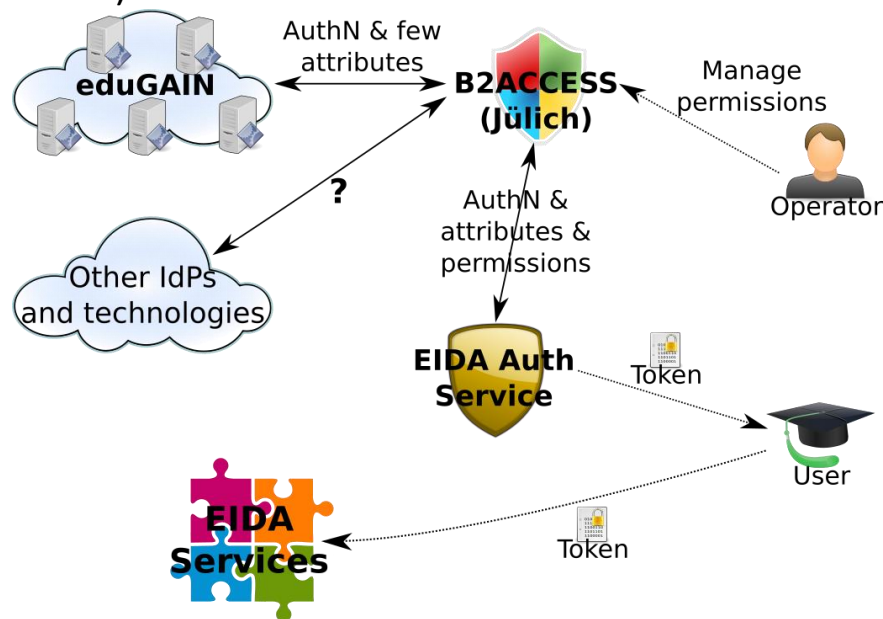 AuthN & few
attributes
eduGAIN
B2ACCESS
(Jülich)
Manage
permissions
Operator
?
AuthN &
attributes &
permissions
Other IdPs
and technologies
EIDA Auth
Service
Token
User
EIDA
Services
Token